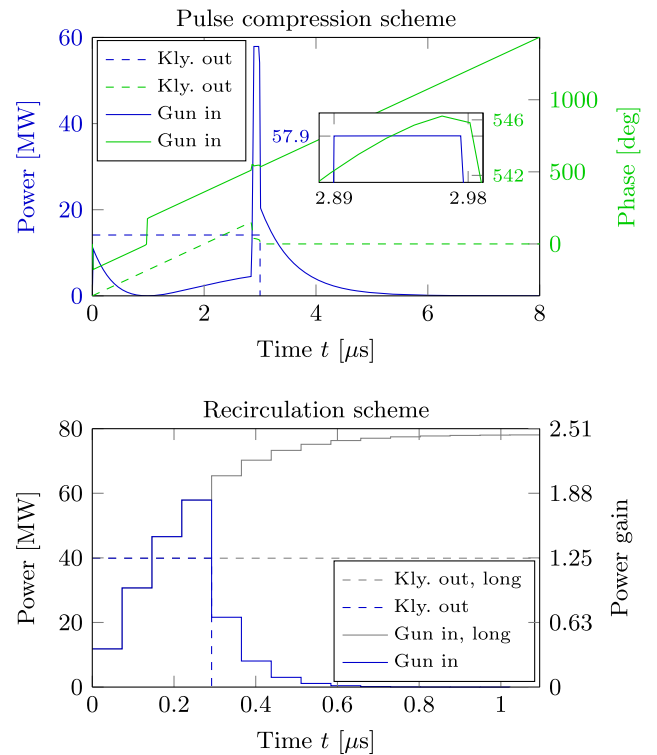 Pulse compression scheme
60
40
20
0
Power [MW]
Kly. out
Kly. out
Gun in
Gun in
57.9
546
542
2.89
2.98
1000
500
0
Phase [deg]
0
2
4
6
8
Time t [μs]
Recirculation scheme
80
60
40
20
0
Power [MW]
2.51
1.88
1.25
0.63
0
Power gain
Kly. out, long
Kly. out
Gun in, long
Gun in
0
0.2
0.4
0.6
0.8
1
Time t [μs]